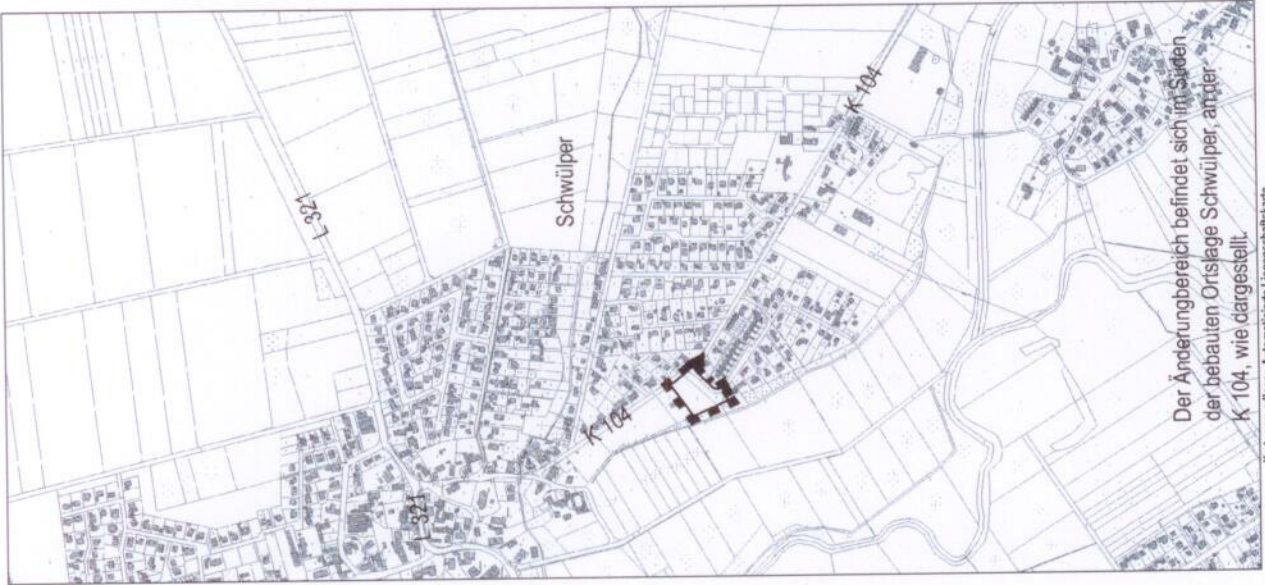 L 321
Schwülper
K 104
K 104
L 321
Der Änderungbereich befindet sich im Süden
der bebauten Ortslage Schwülper, an der
K 104, wie dargestellt.